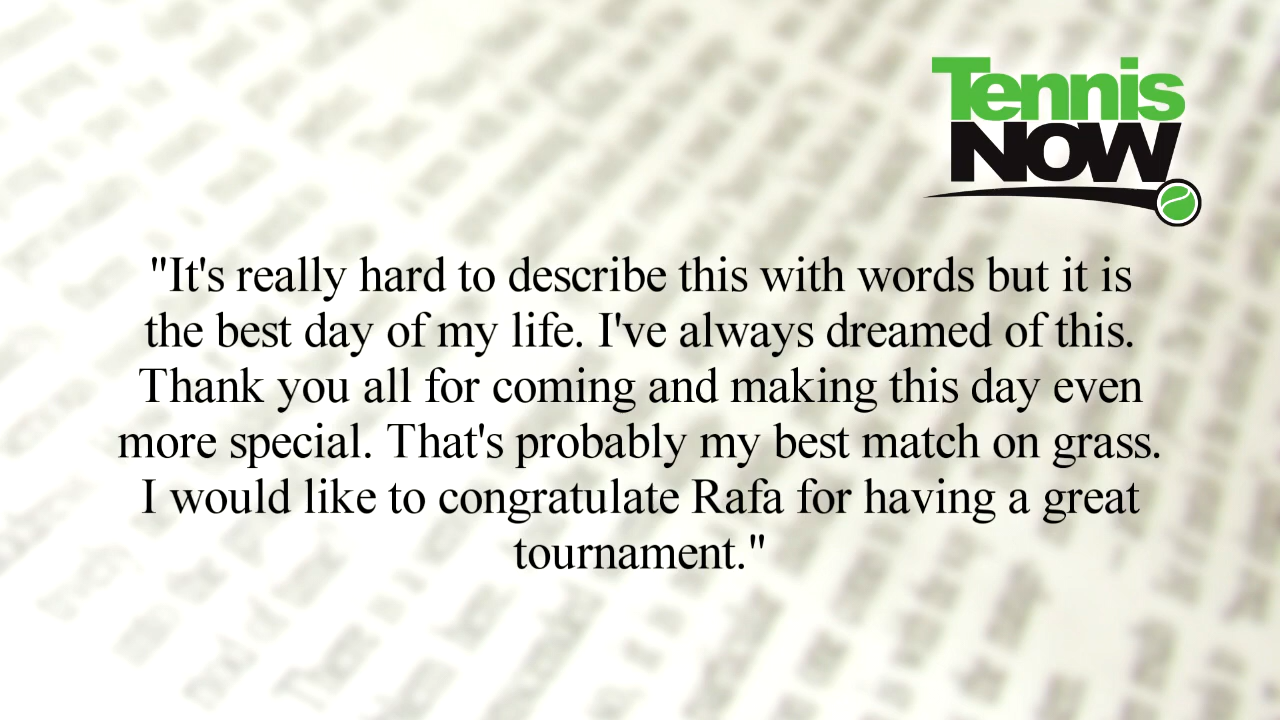 Tennis
NOW
"It's really hard to describe this with words but it is
the best day of my life. I've always dreamed of this.
Thank you all for coming and making this day even
more special. That's probably my best match on grass.
I would like to congratulate Rafa for having a great
tournament."